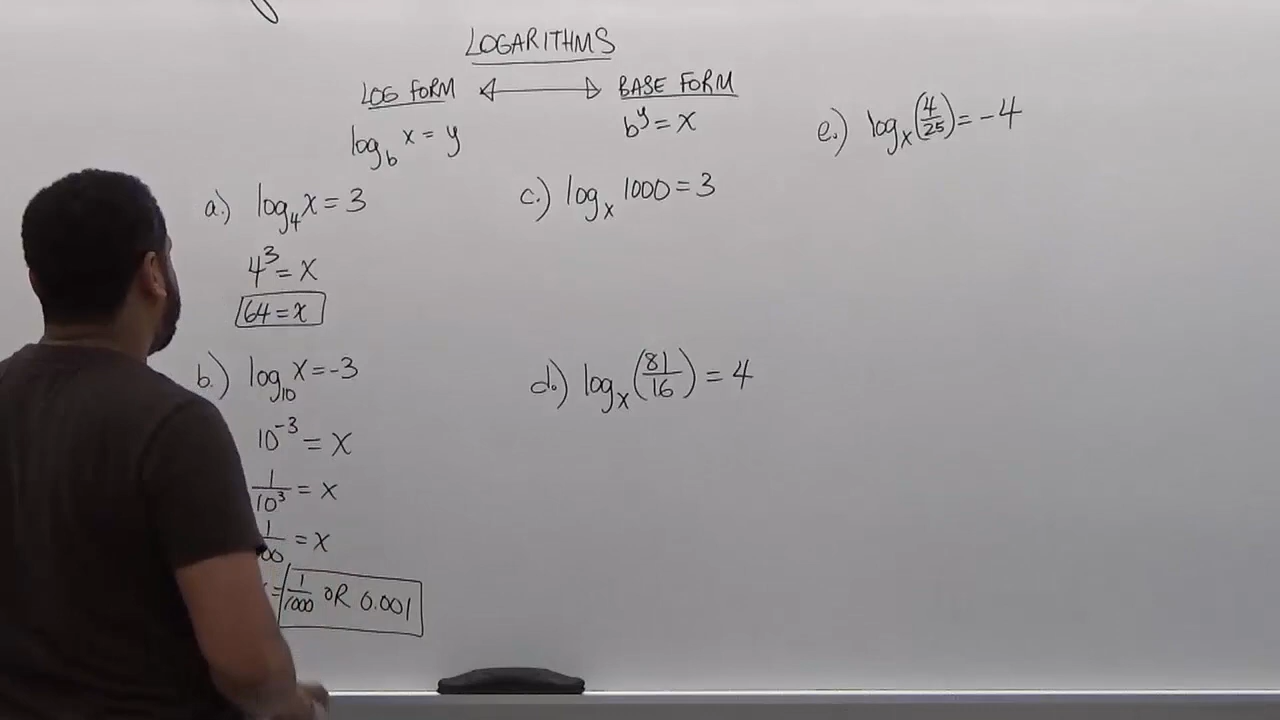 LOGARITHMS
LOG FORM ⟷ BASE FORM
log_b x = y
b^y = x
a.) log_4 x = 3
4^3 = x
64 = x
b.) log_10 x = -3
10^-3 = x
1/10^3 = x
= x
= 1/1000 OR 0.001
c.) log_x 1000 = 3
d.) log_x (81/16) = 4
e.) log_x (4/25) = -4